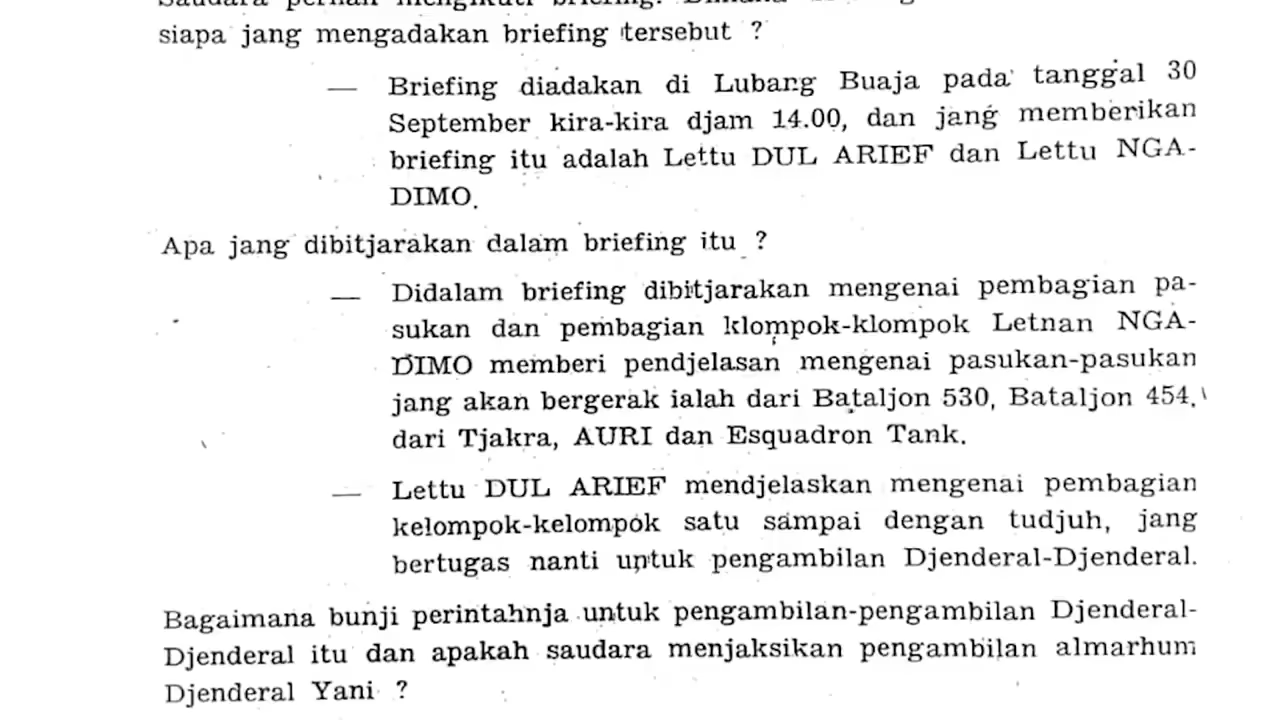 Saudara pernah mengikuti briefing.
siapa jang mengadakan briefing tersebut ?
— Briefing diadakan di Lubang Buaja pada tanggal 30
September kira-kira djam 14.00, dan jang memberikan
briefing itu adalah Lettu DUL ARIEF dan Lettu NGA-
DIMO.
Apa jang dibitjarakan dalam briefing itu ?
— Didalam briefing dibitjarakan mengenai pembagian pa-
sukan dan pembagian klompok-klompok Letnan NGA-
DIMO memberi pendjelasan mengenai pasukan-pasukan
jang akan bergerak ialah dari Bataljon 530, Bataljon 454,
dari Tjakra, AURI dan Esquadron Tank.
— Lettu DUL ARIEF mendjelaskan mengenai pembagian
kelompok-kelompok satu sampai dengan tudjuh, jang
bertugas nanti untuk pengambilan Djenderal-Djenderal.
Bagaimana bunji perintahnja untuk pengambilan-pengambilan Djenderal-
Djenderal itu dan apakah saudara menjaksikan pengambilan almarhum
Djenderal Yani ?